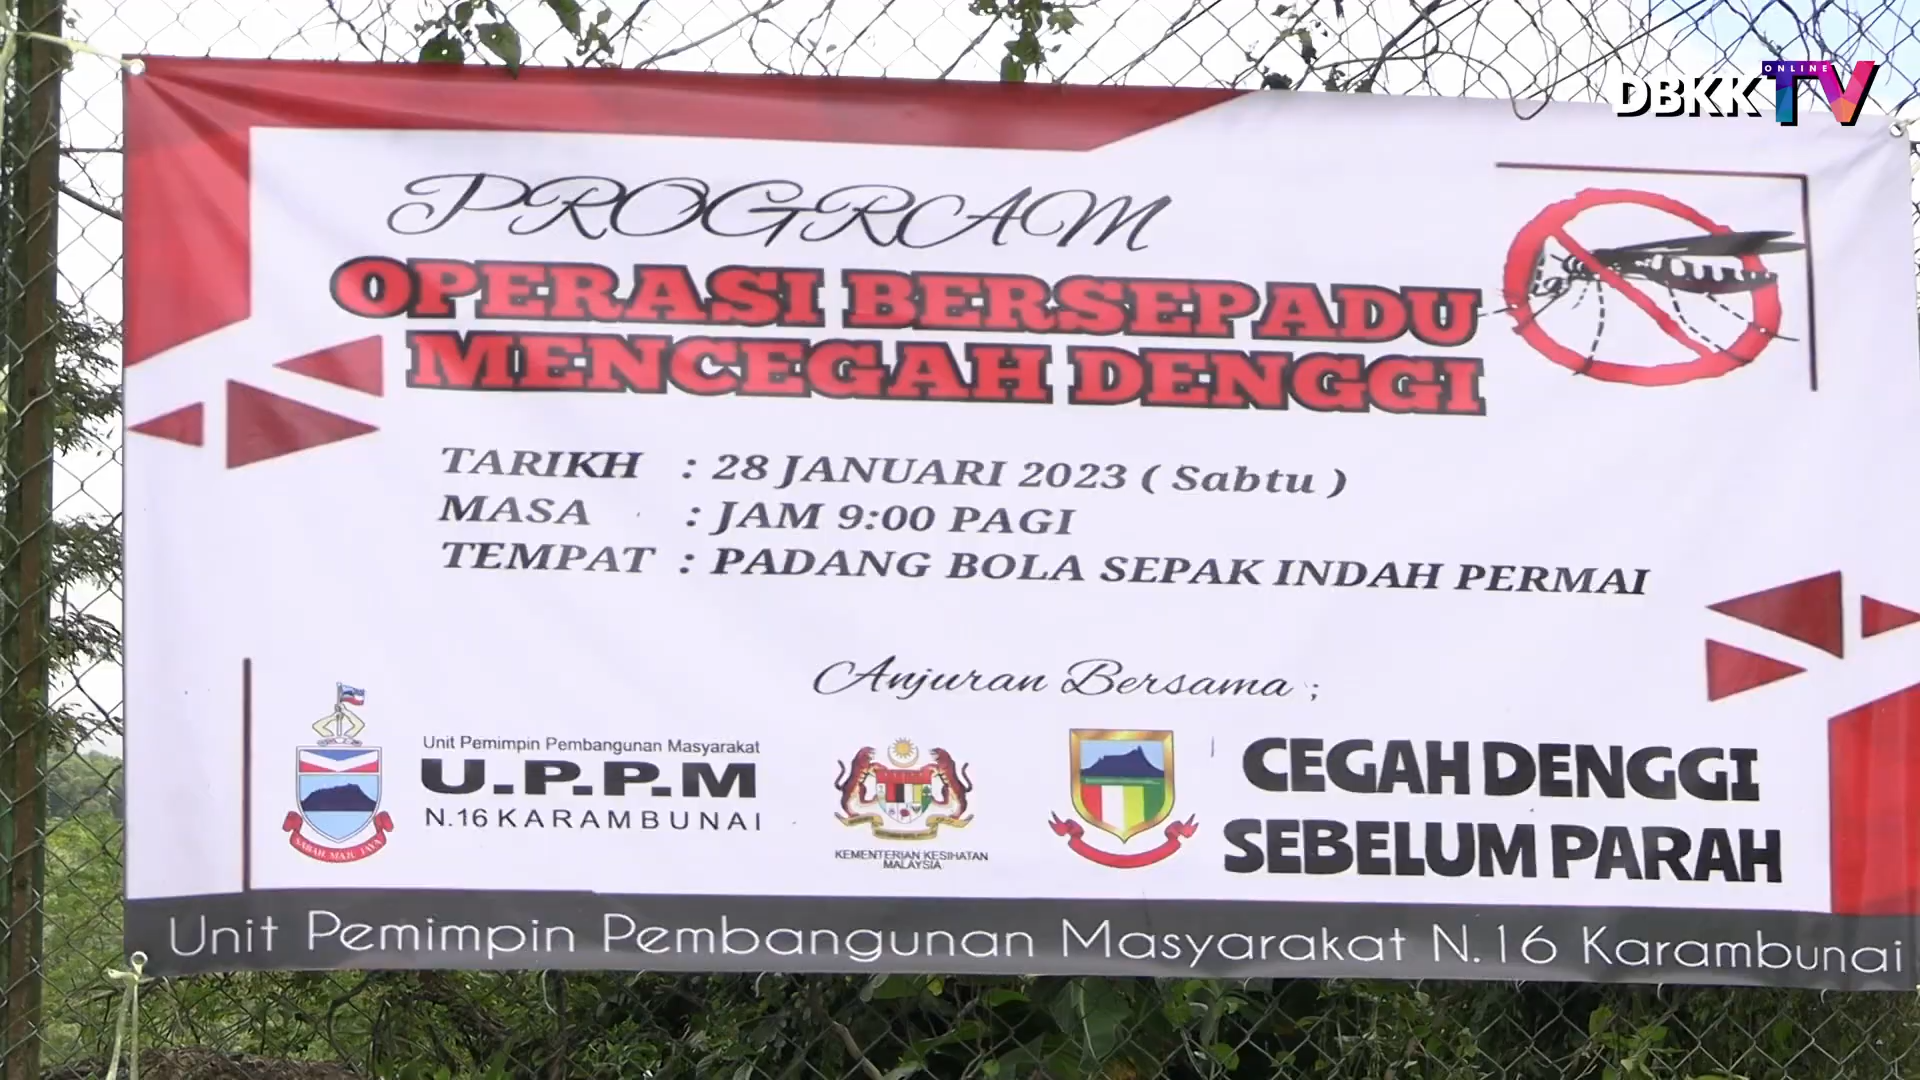 DBKK TV
ONLINE
PROGRAM
OPERASI BERSEPADU
MENCEGAH DENGGI
TARIKH : 28 JANUARI 2023 ( Sabtu )
MASA : JAM 9:00 PAGI
TEMPAT : PADANG BOLA SEPAK INDAH PERMAI
Anjuran Bersama ;
SABAH MAJU JAYA
Unit Pemimpin Pembangunan Masyarakat
U.P.P.M
N.16 KARAMBUNAI
KEMENTERIAN KESIHATAN
MALAYSIA
CEGAH DENGGI
SEBELUM PARAH
Unit Pemimpin Pembangunan Masyarakat N.16 Karambunai